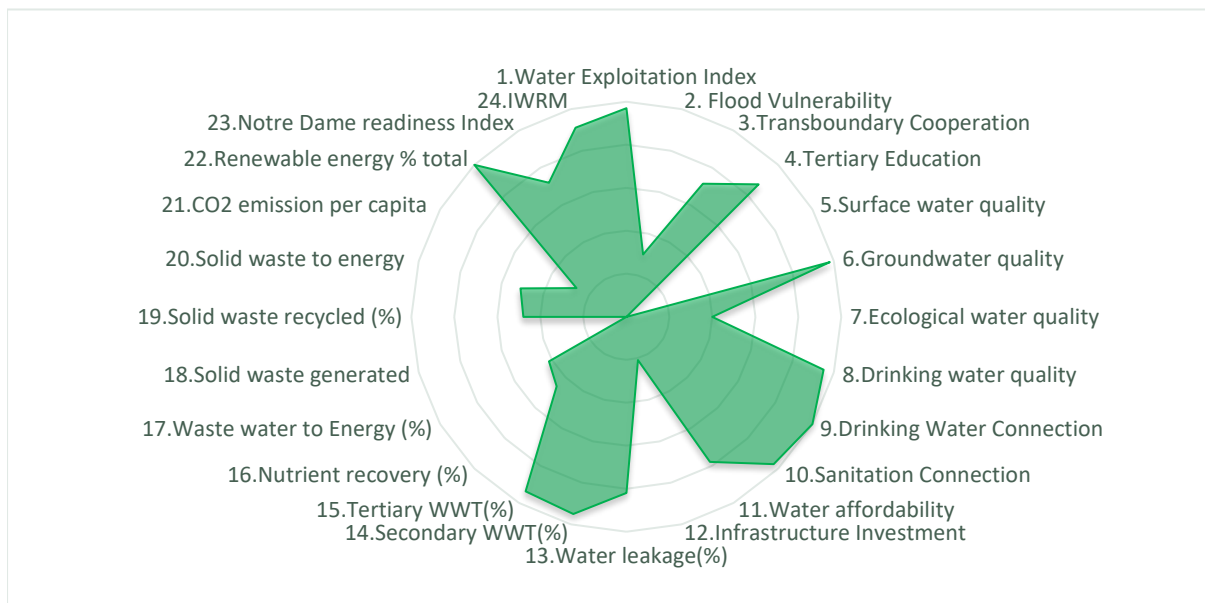 1.Water Exploitation Index
2. Flood Vulnerability
3.Transboundary Cooperation
4.Tertiary Education
5.Surface water quality
6.Groundwater quality
7.Ecological water quality
8.Drinking water quality
9.Drinking Water Connection
10.Sanitation Connection
11.Water affordability
12.Infrastructure Investment
13.Water leakage(%)
14.Secondary WWT(%)
15.Tertiary WWT(%)
16.Nutrient recovery (%)
17.Waste water to Energy (%)
18.Solid waste generated
19.Solid waste recycled (%)
20.Solid waste to energy
21.CO2 emission per capita
22.Renewable energy % total
23.Notre Dame readiness Index
24.IWRM